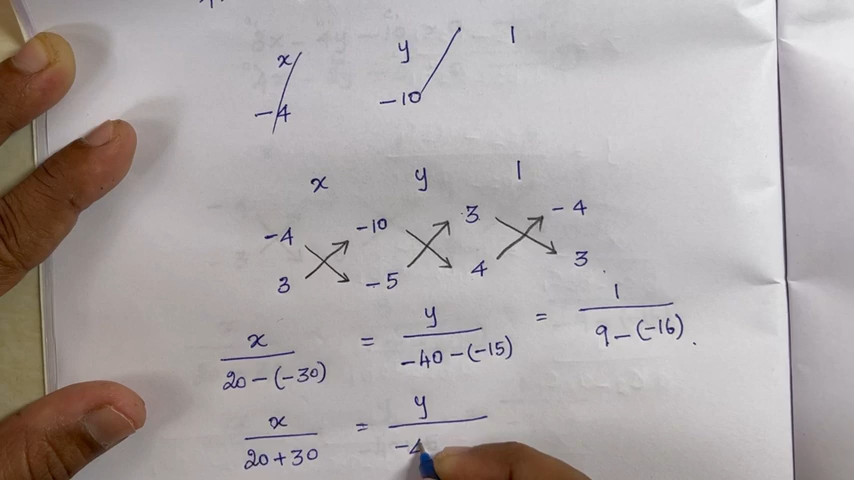 x y 1
-4 -10
x y 1
-4 -10 3 -4
3 -5 4 3
x/(20-(-30)) = y/(-40-(-15)) = 1/(9-(-16)).
x/(20+30) = y/(-4